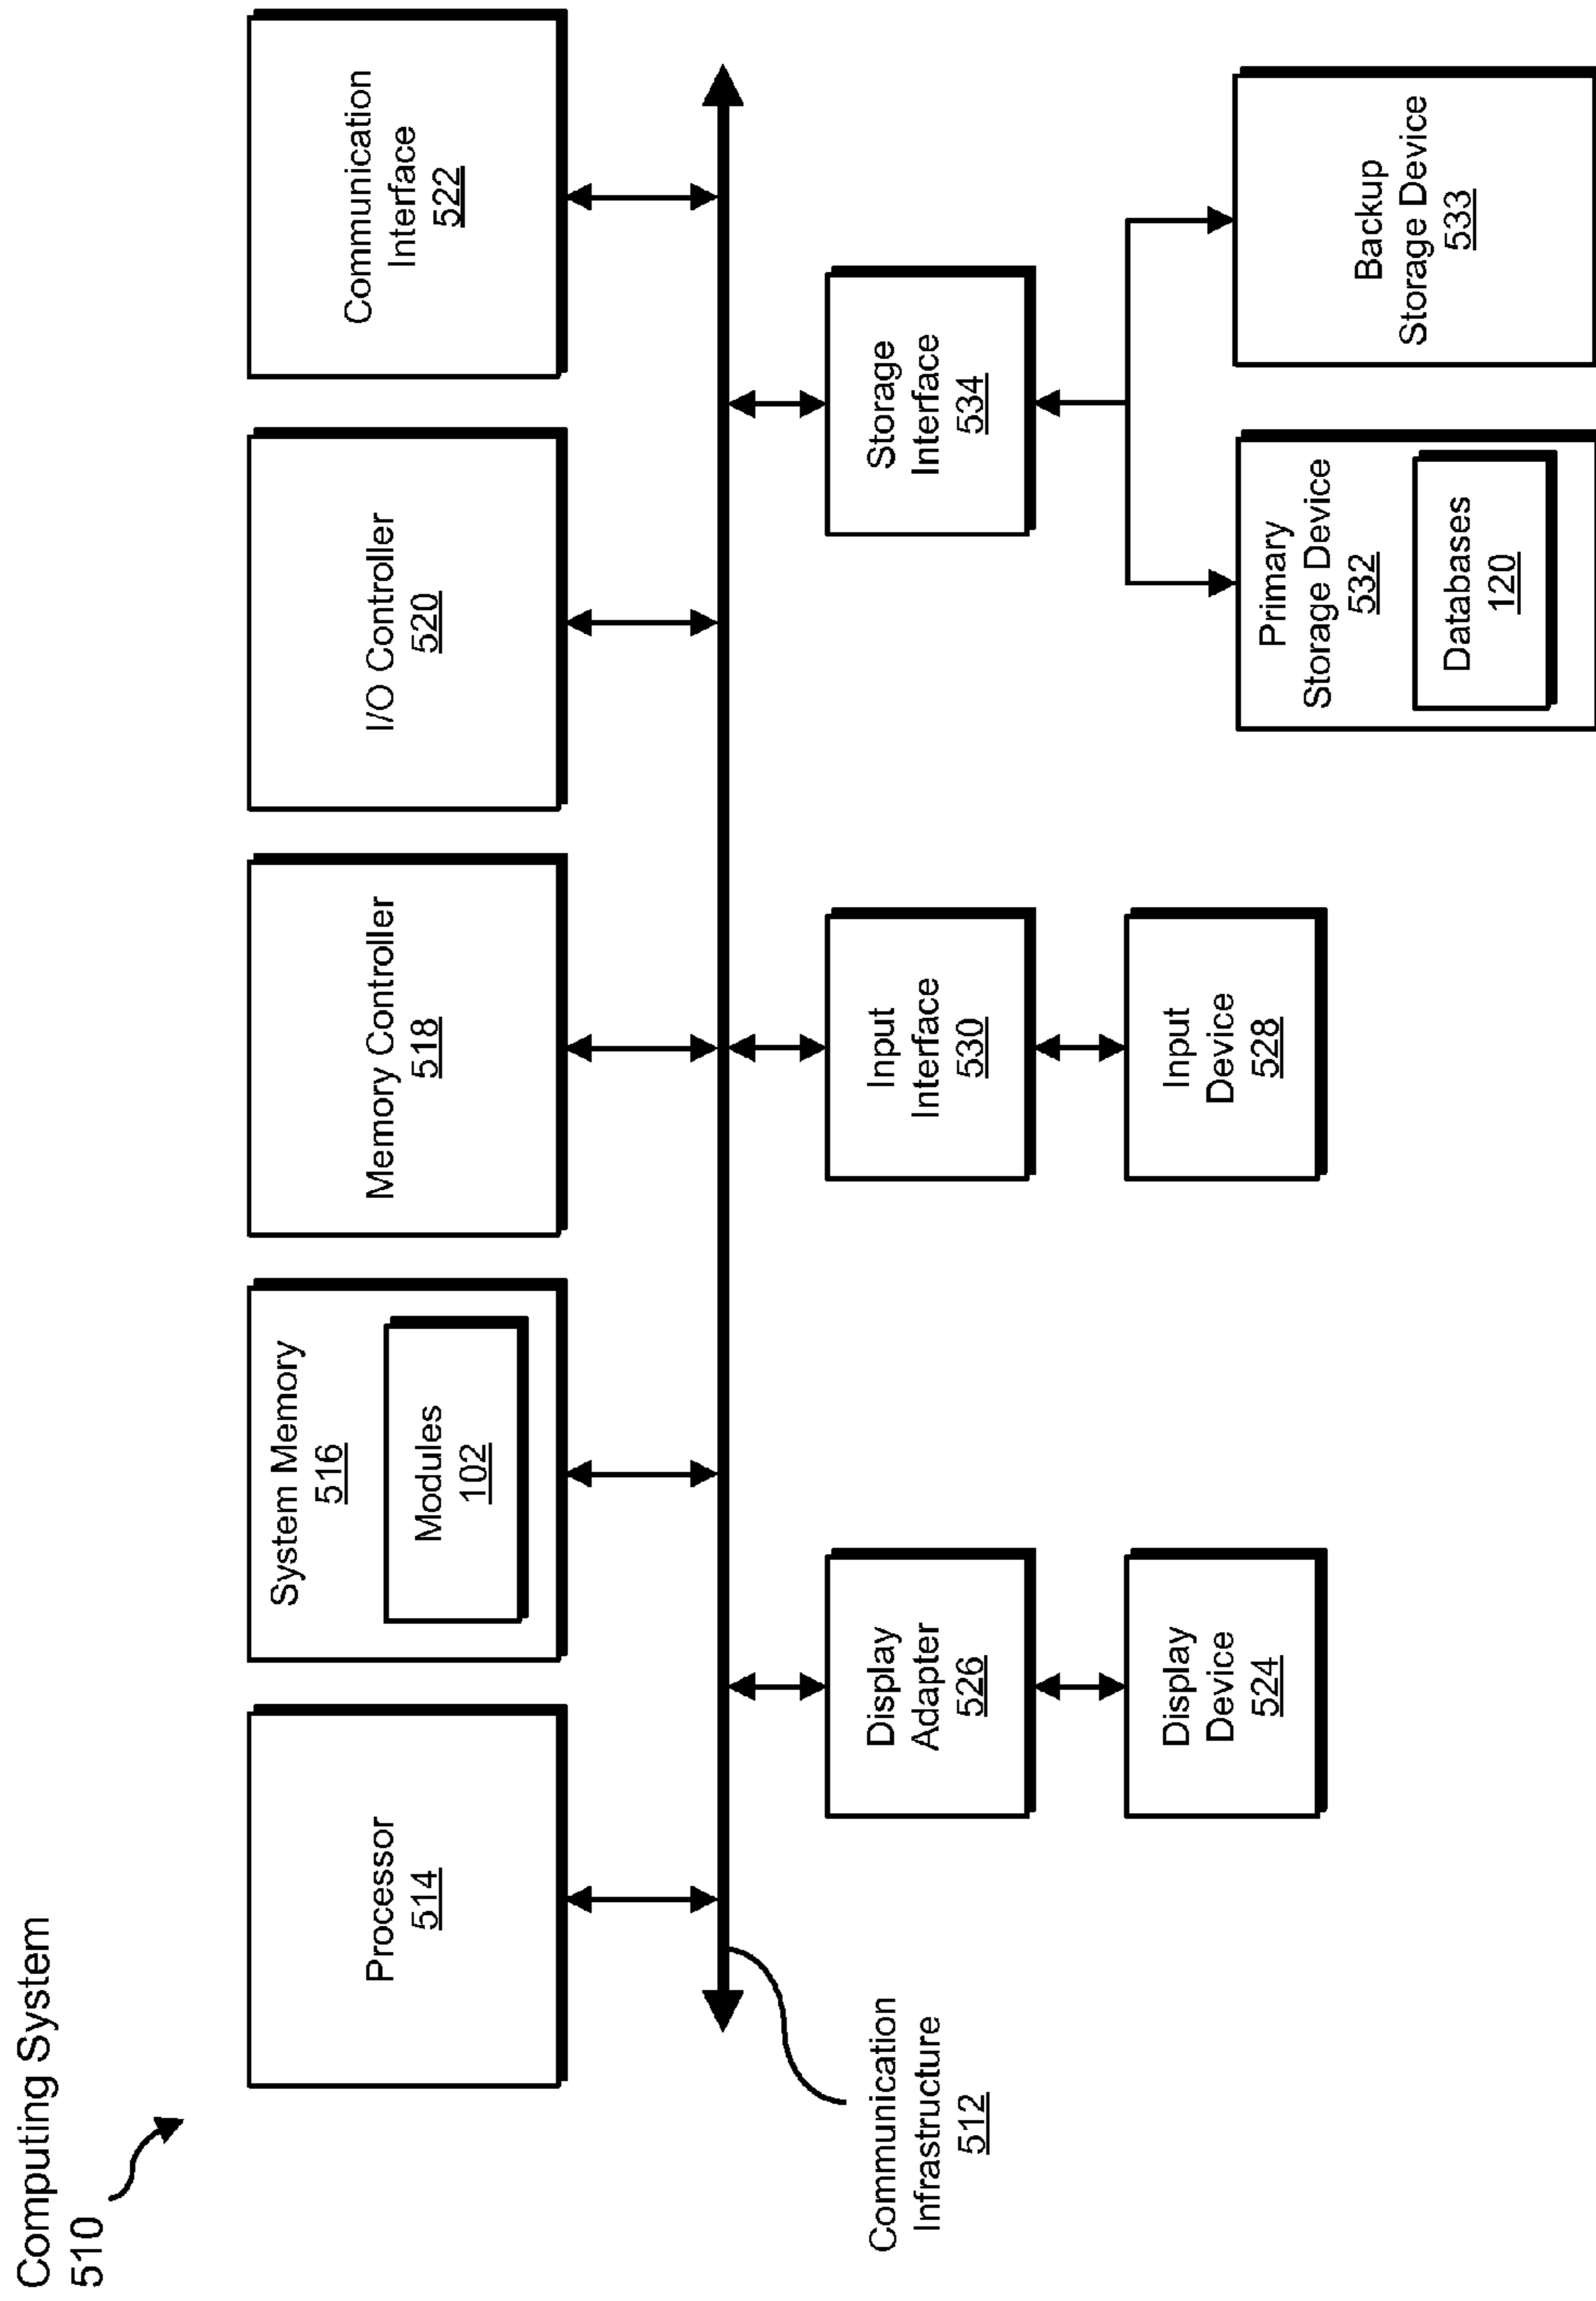 Computing System
510
Processor
514
System Memory
516
Modules
102
Memory Controller
518
I/O Controller
520
Communication
Interface
522
Communication
Infrastructure
512
Display
Adapter
526
Input
Interface
530
Storage
Interface
534
Display
Device
524
Input
Device
528
Primary
Storage Device
532
Databases
120
Backup
Storage Device
533